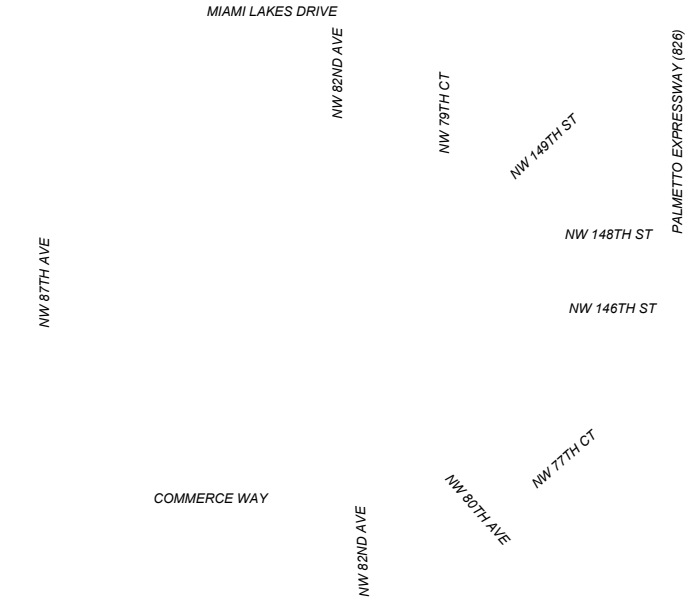 MIAMI LAKES DRIVE
NW 82ND AVE
PALMETTO EXPRESSWAY (826)
NW 79TH CT
NW 149TH ST
NW 148TH ST
NW 87TH AVE
NW 146TH ST
NW 77TH CT
NW 80TH AVE
COMMERCE WAY
NW 82ND AVE